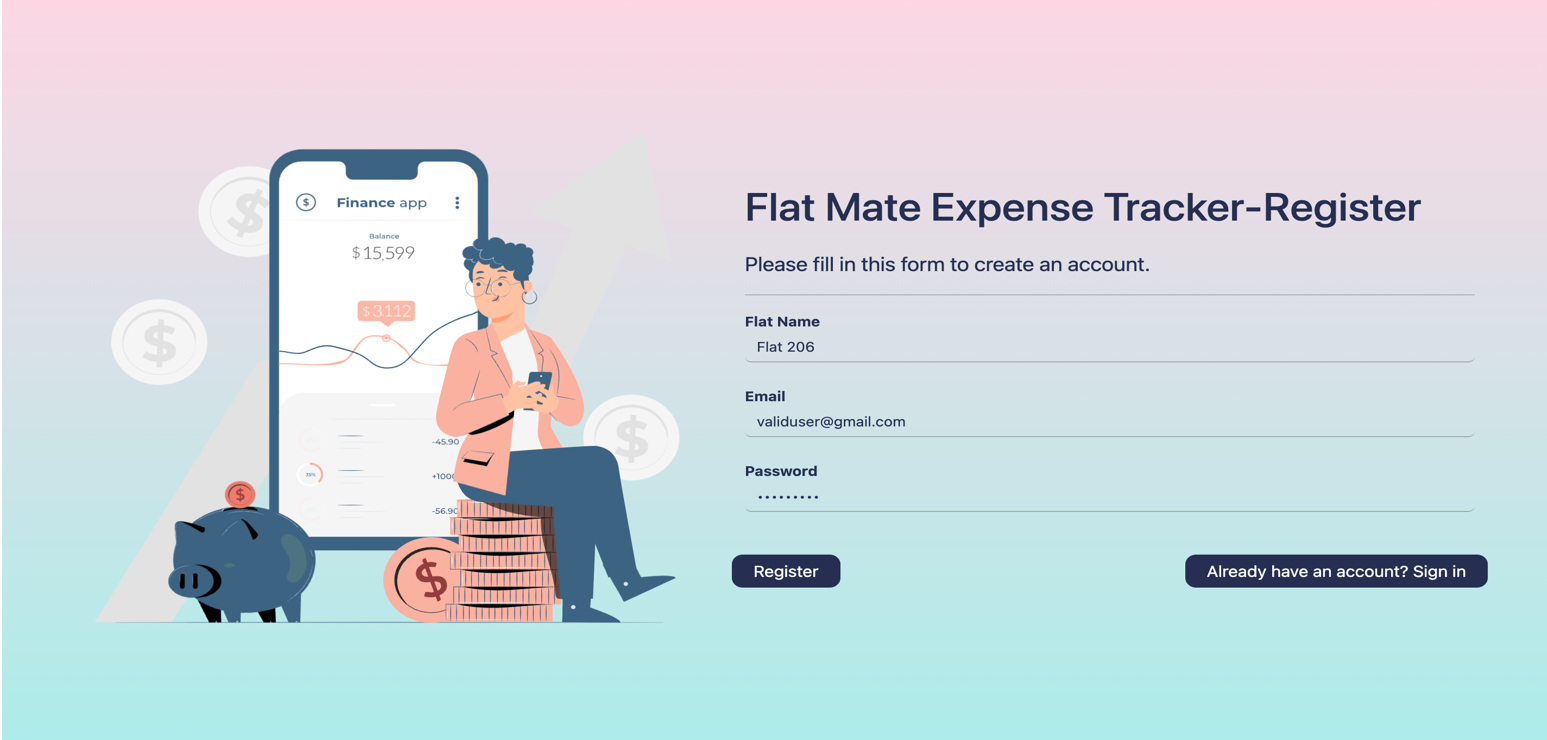 Finance app
Balance
$ 15,599
$ 3.112
-45.90
35%
+100
-56.90
Flat Mate Expense Tracker-Register
Please fill in this form to create an account.
Flat Name
Flat 206
Email
validuser@gmail.com
Password
•••••••••
Register
Already have an account? Sign in